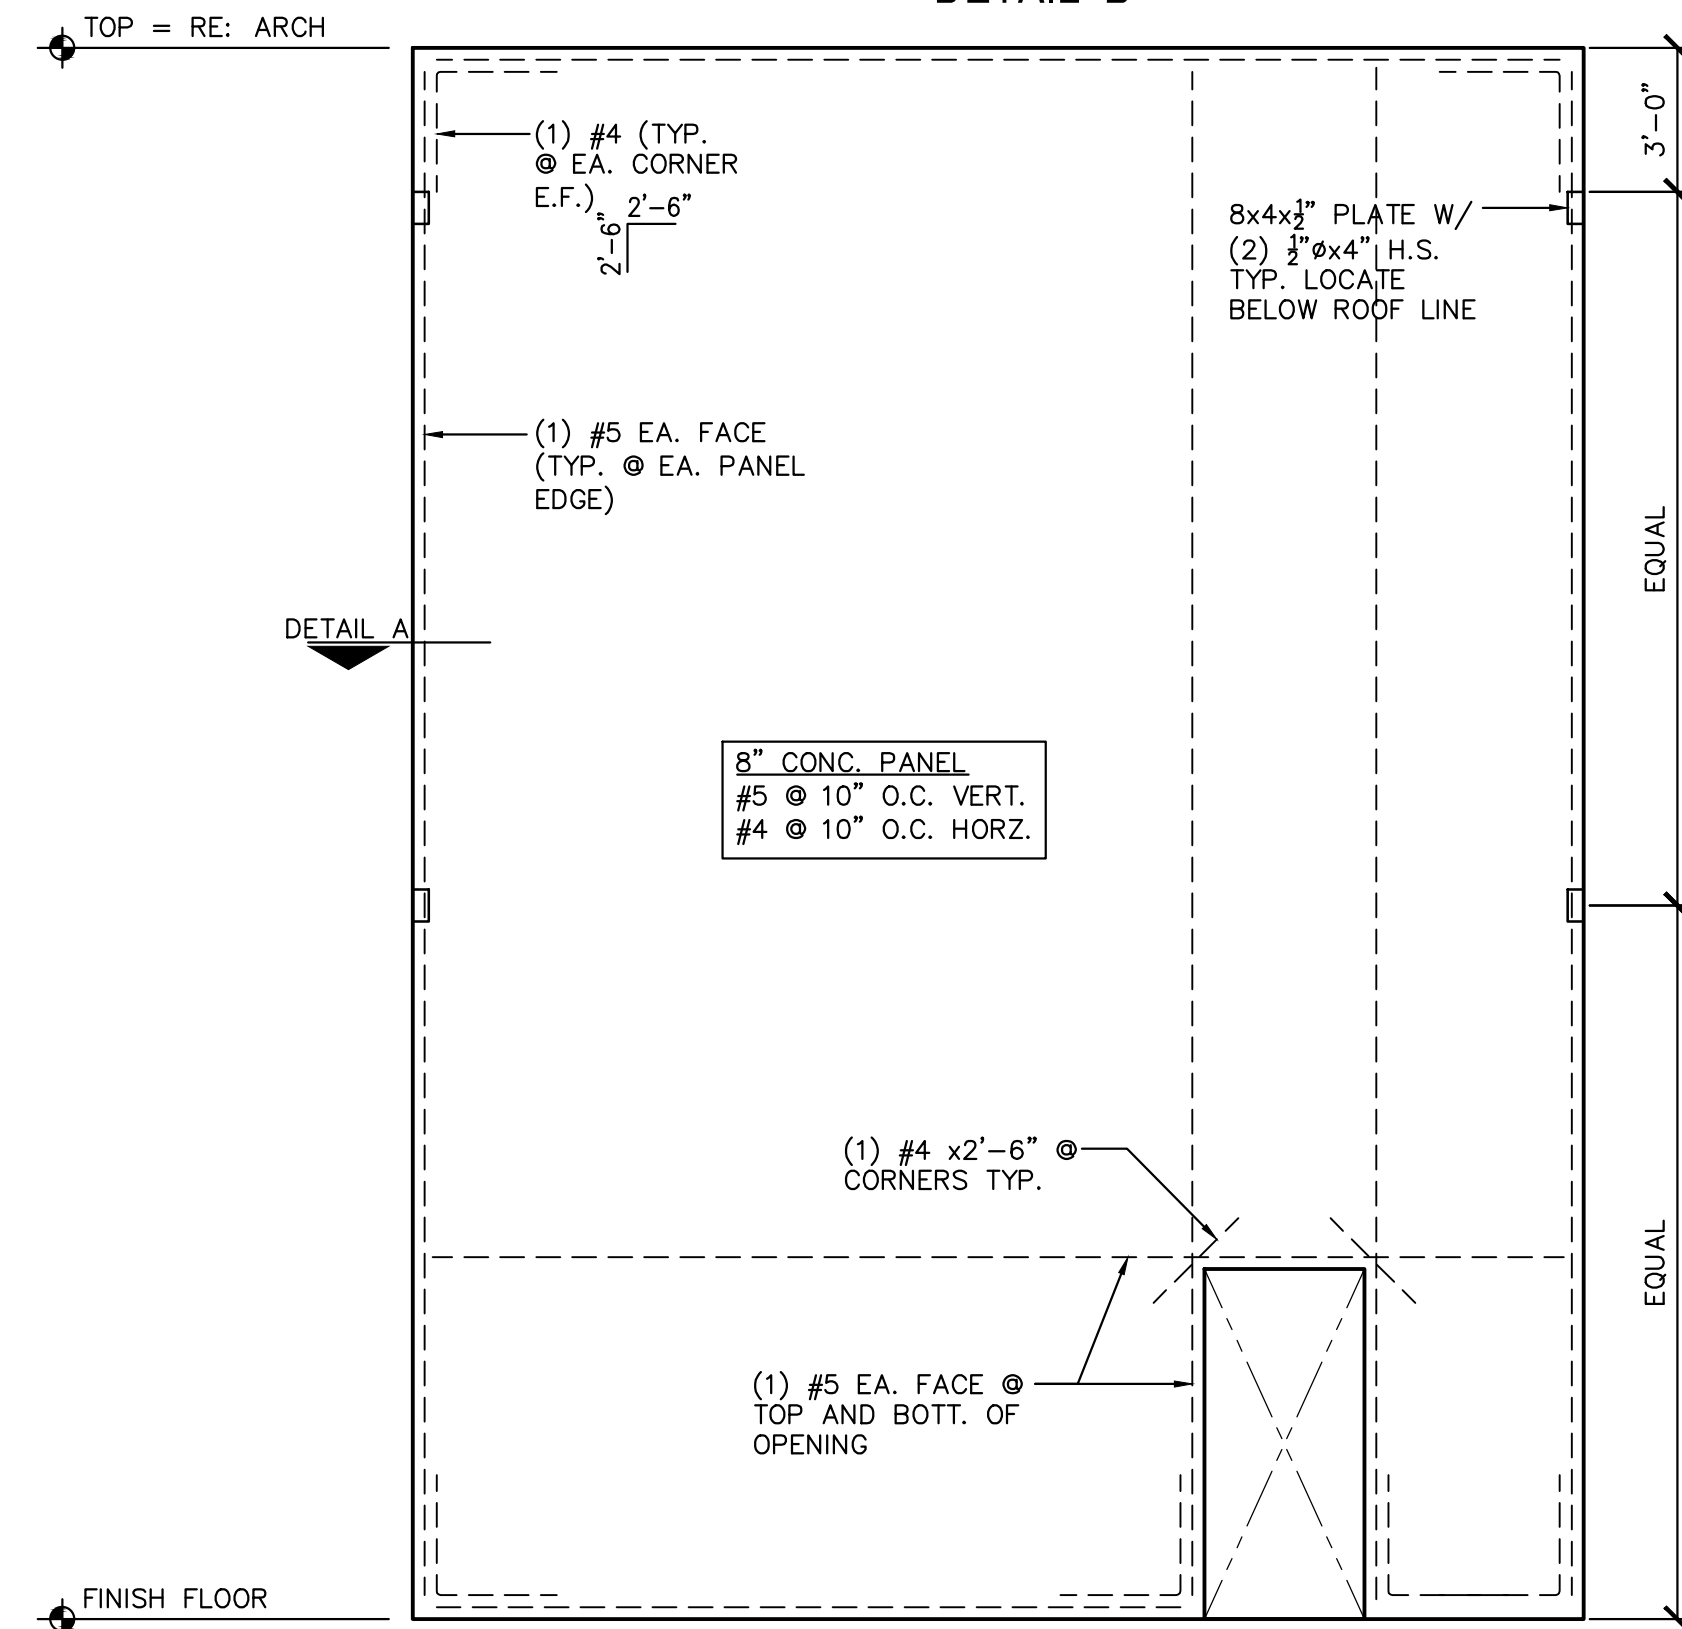 TOP = RE: ARCH
3'-0"
(1) #4 (TYP.
@ EA. CORNER
E.F.)
2'-6"
2'-6"
8x4x½" PLATE W/
(2) ½"øx4" H.S.
TYP. LOCATE
BELOW ROOF LINE
(1) #5 EA. FACE
(TYP. @ EA. PANEL
EDGE)
EQUAL
DETAIL A
8" CONC. PANEL
#5 @ 10" O.C. VERT.
#4 @ 10" O.C. HORZ.
(1) #4 x2'-6" @
CORNERS TYP.
EQUAL
(1) #5 EA. FACE @
TOP AND BOTT. OF
OPENING
FINISH FLOOR